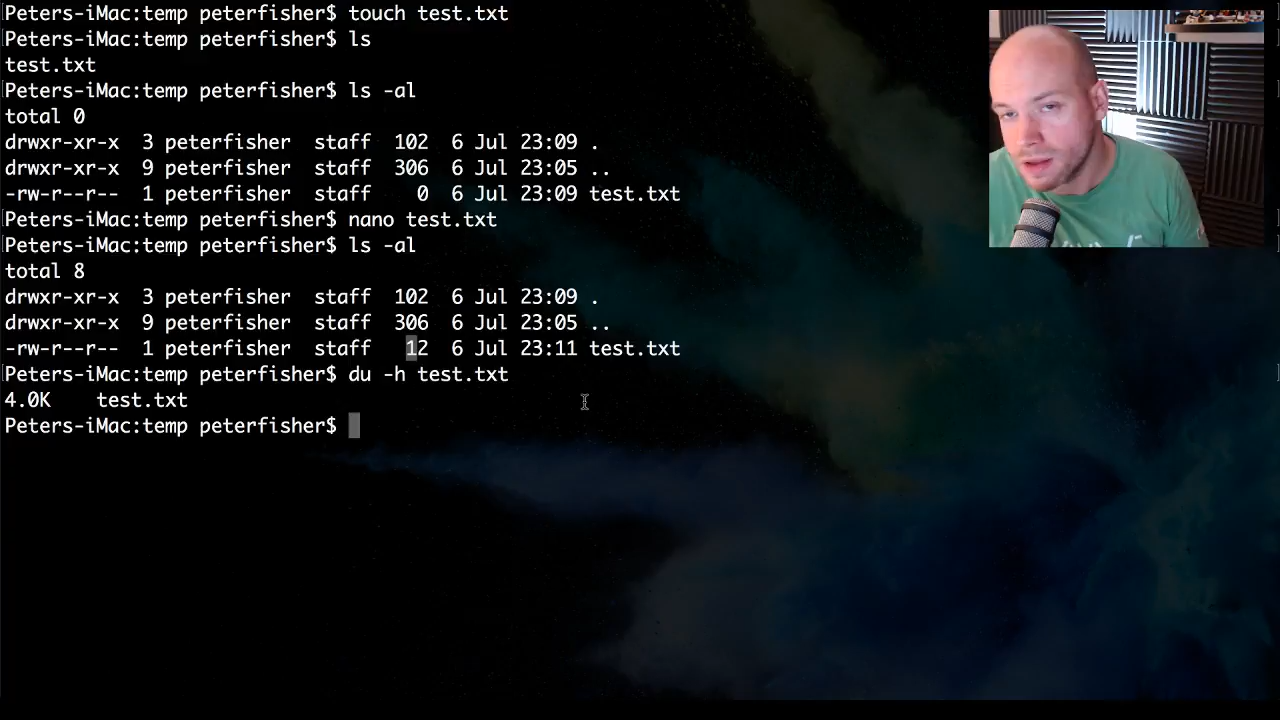 Peters-iMac:temp peterfisher$ touch test.txt
Peters-iMac:temp peterfisher$ ls
test.txt
Peters-iMac:temp peterfisher$ ls -al
total 0
drwxr-xr-x  3 peterfisher  staff  102  6 Jul 23:09 .
drwxr-xr-x  9 peterfisher  staff  306  6 Jul 23:05 ..
-rw-r--r--  1 peterfisher  staff    0  6 Jul 23:09 test.txt
Peters-iMac:temp peterfisher$ nano test.txt
Peters-iMac:temp peterfisher$ ls -al
total 8
drwxr-xr-x  3 peterfisher  staff  102  6 Jul 23:09 .
drwxr-xr-x  9 peterfisher  staff  306  6 Jul 23:05 ..
-rw-r--r--  1 peterfisher  staff   12  6 Jul 23:11 test.txt
Peters-iMac:temp peterfisher$ du -h test.txt
4.0K    test.txt
Peters-iMac:temp peterfisher$